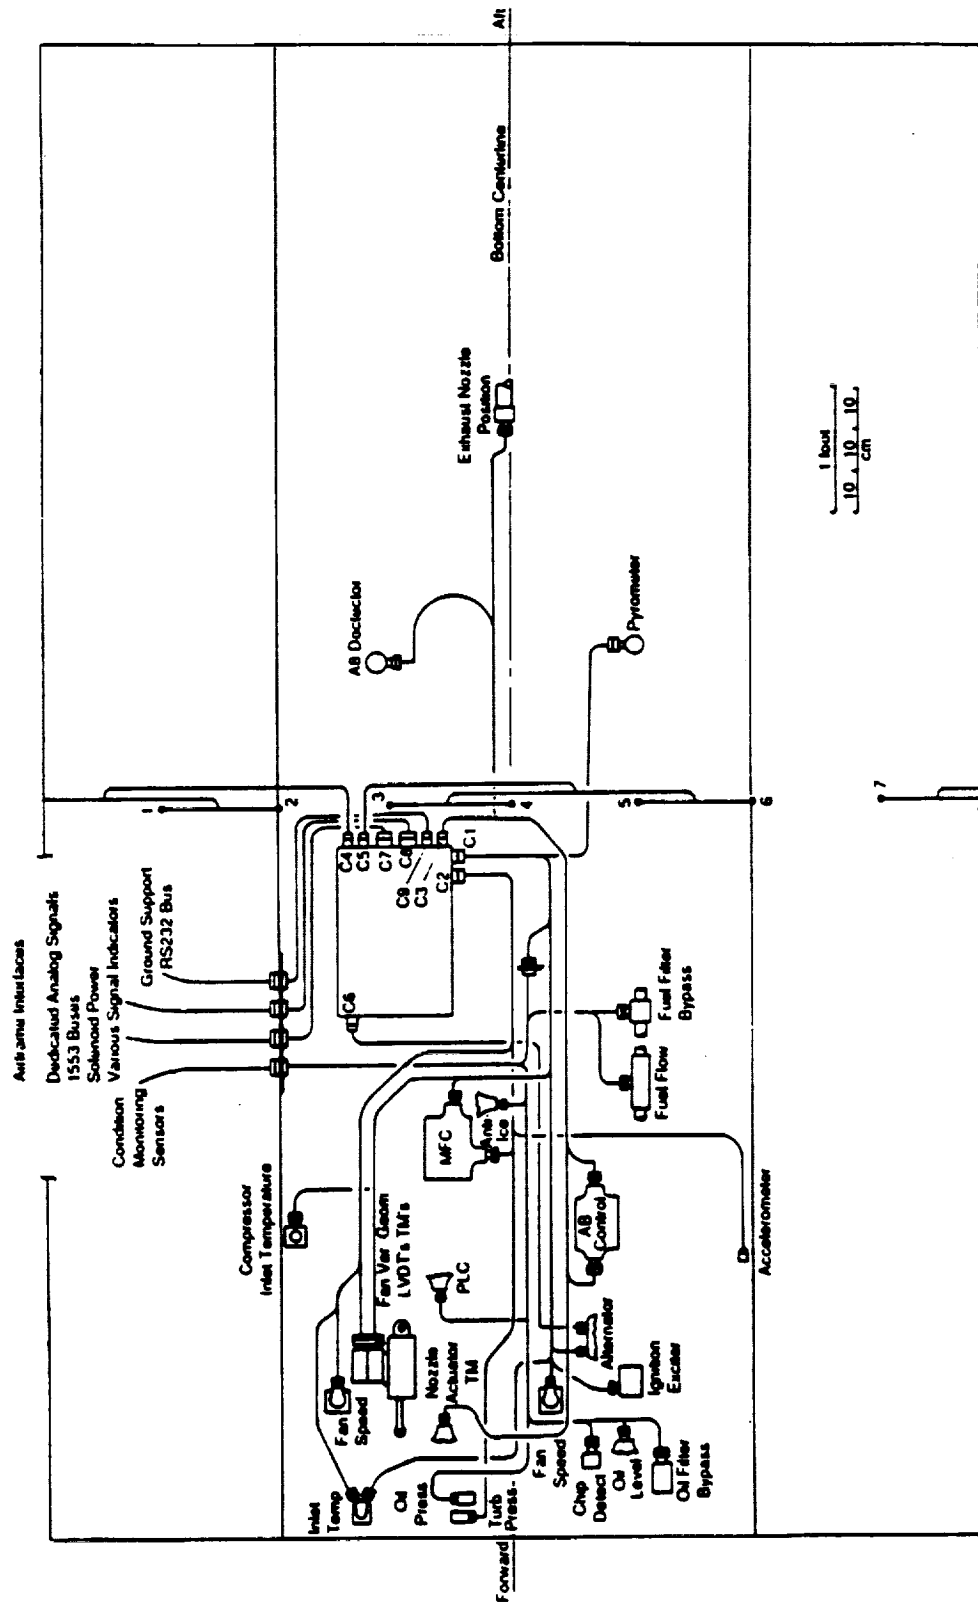 Aft
Bottom Centerline
Airframe Interfaces
Dedicated Analog Signals
1553 Buses
Solenoid Power
Various Signal Indicators
Ground Support
RS232 Bus
Condition
Monitoring
Sensors
Compressor
Inlet Temperature
Exhaust Nozzle
Position
AB Doctector
Pyrometer
1 foot
10 10 10
cm
1
2
3
4
5
6
7
C4
C5
C7
C8
C9
C3
C2
C1
C6
Fan Var Geom
LVDT's TM's
MFC
Anti
Ice
Fuel Filter
Bypass
Fuel Flow
PLC
AB
Control
Accelerometer
Nozzle
Actuator
TM
Fan
Speed
Alternator
Ignition
Exciter
Inlet
Temp
Oil
Press
Turb
Press-
Fan
Speed
Chip
Detect
Oil
Level
Oil Filter
Bypass
Forward